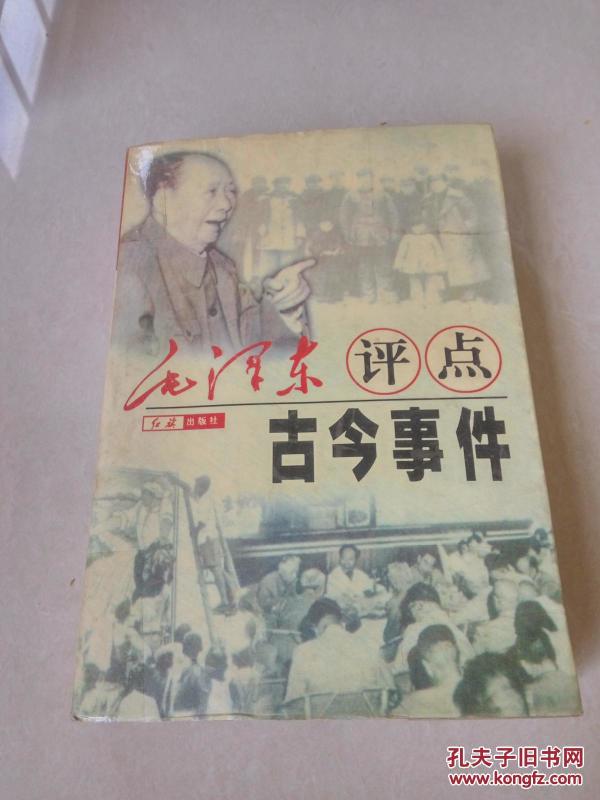 毛泽东 评点
红旗出版社
古今事件
孔夫子旧书网
www.kongfz.com